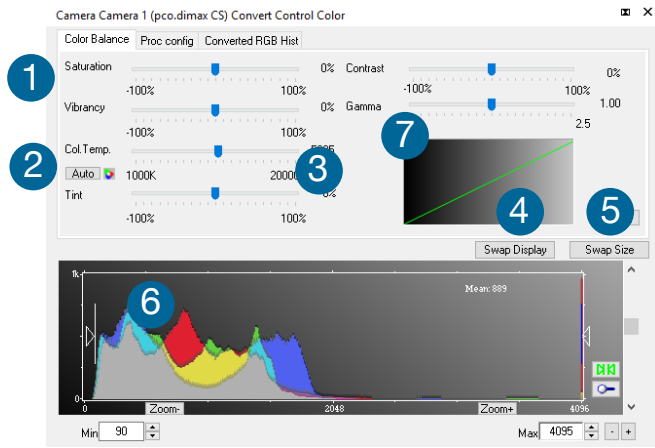 Camera Camera 1 (pco.dimax CS) Convert Control Color
Color Balance Proc config Converted RGB Hist
1
Saturation 0% Contrast 0%
-100% 100% -100% 100%
Vibrancy 0% Gamma 1.00
-100% 100% 2.5
2
Col.Temp.
3
7
Auto 1000K
Tint
-100% 100%
4
5
Swap Display Swap Size
6
1k
Mean: 889
0
0 Zoom- 2048 Zoom+ 4096
Min 90 Max 4095 - +